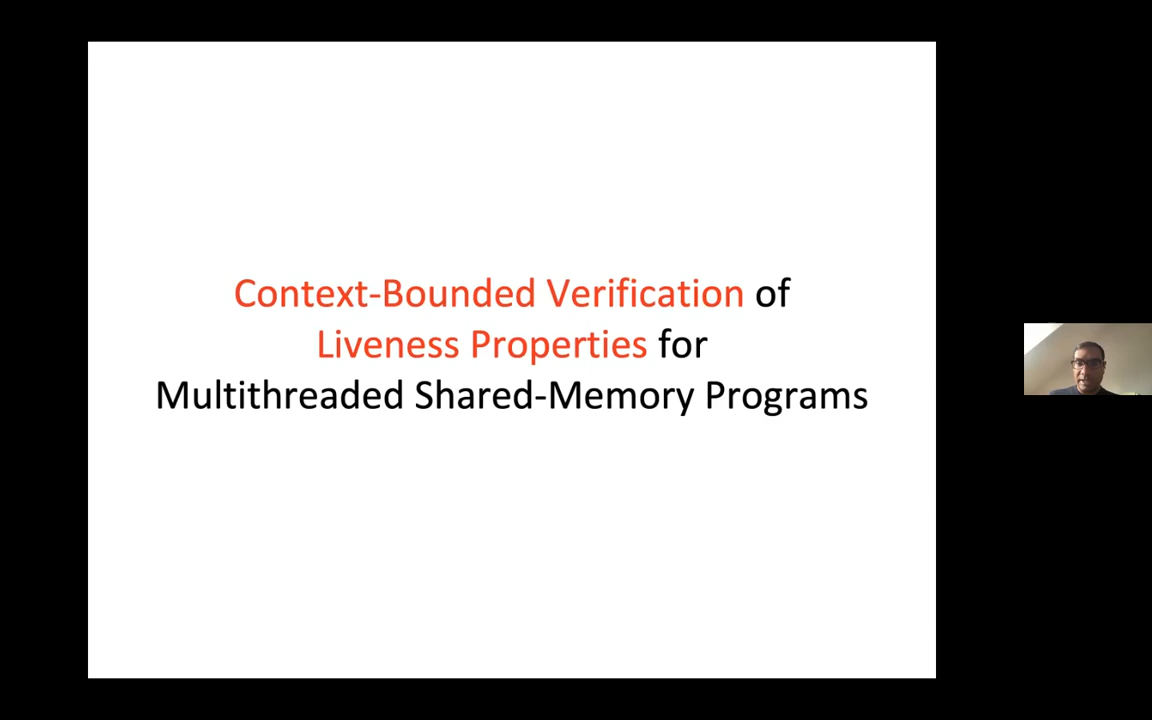 Context-Bounded Verification of
Liveness Properties for
Multithreaded Shared-Memory Programs